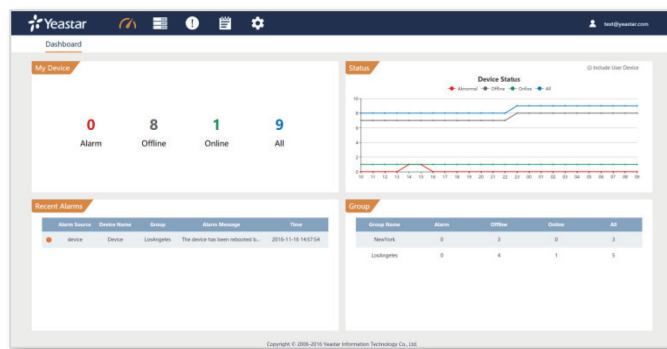 Yeastar
test@yeastar.com
Dashboard
My Device
0 8 1 9
Alarm Offline Online All
Status
Include User Device
Device Status
Abnormal Offline Online All
10
8
6
4
2
0
10 11 12 13 14 15 16 17 18 19 20 21 22 23 00 01 02 03 04 05 06 07 08 09
Recent Alarms
Alarm Source Device Name Group Alarm Message Time
device Device LosAngeles The device has been rebooted b... 2016-11-16 14:57:54
Group
Group Name Alarm Offline Online All
NewYork 0 0
LosAngeles 0 4 1 5
Copyright © 2006-2016 Yeastar Information Technology Co., Ltd.